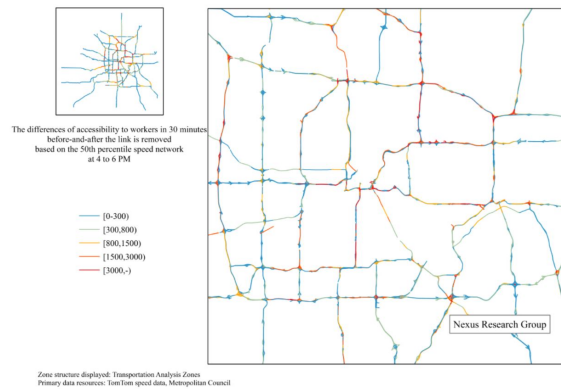 The differences of accessibility to workers in 30 minutes
before-and-after the link is removed
based on the 50th percentile speed network
at 4 to 6 PM
[0-300)
[300,800)
[800,1500)
[1500,3000)
[3000,-)
Nexus Research Group
Zone structure displayed: Transportation Analysis Zones
Primary data resources: TomTom speed data, Metropolitan Council